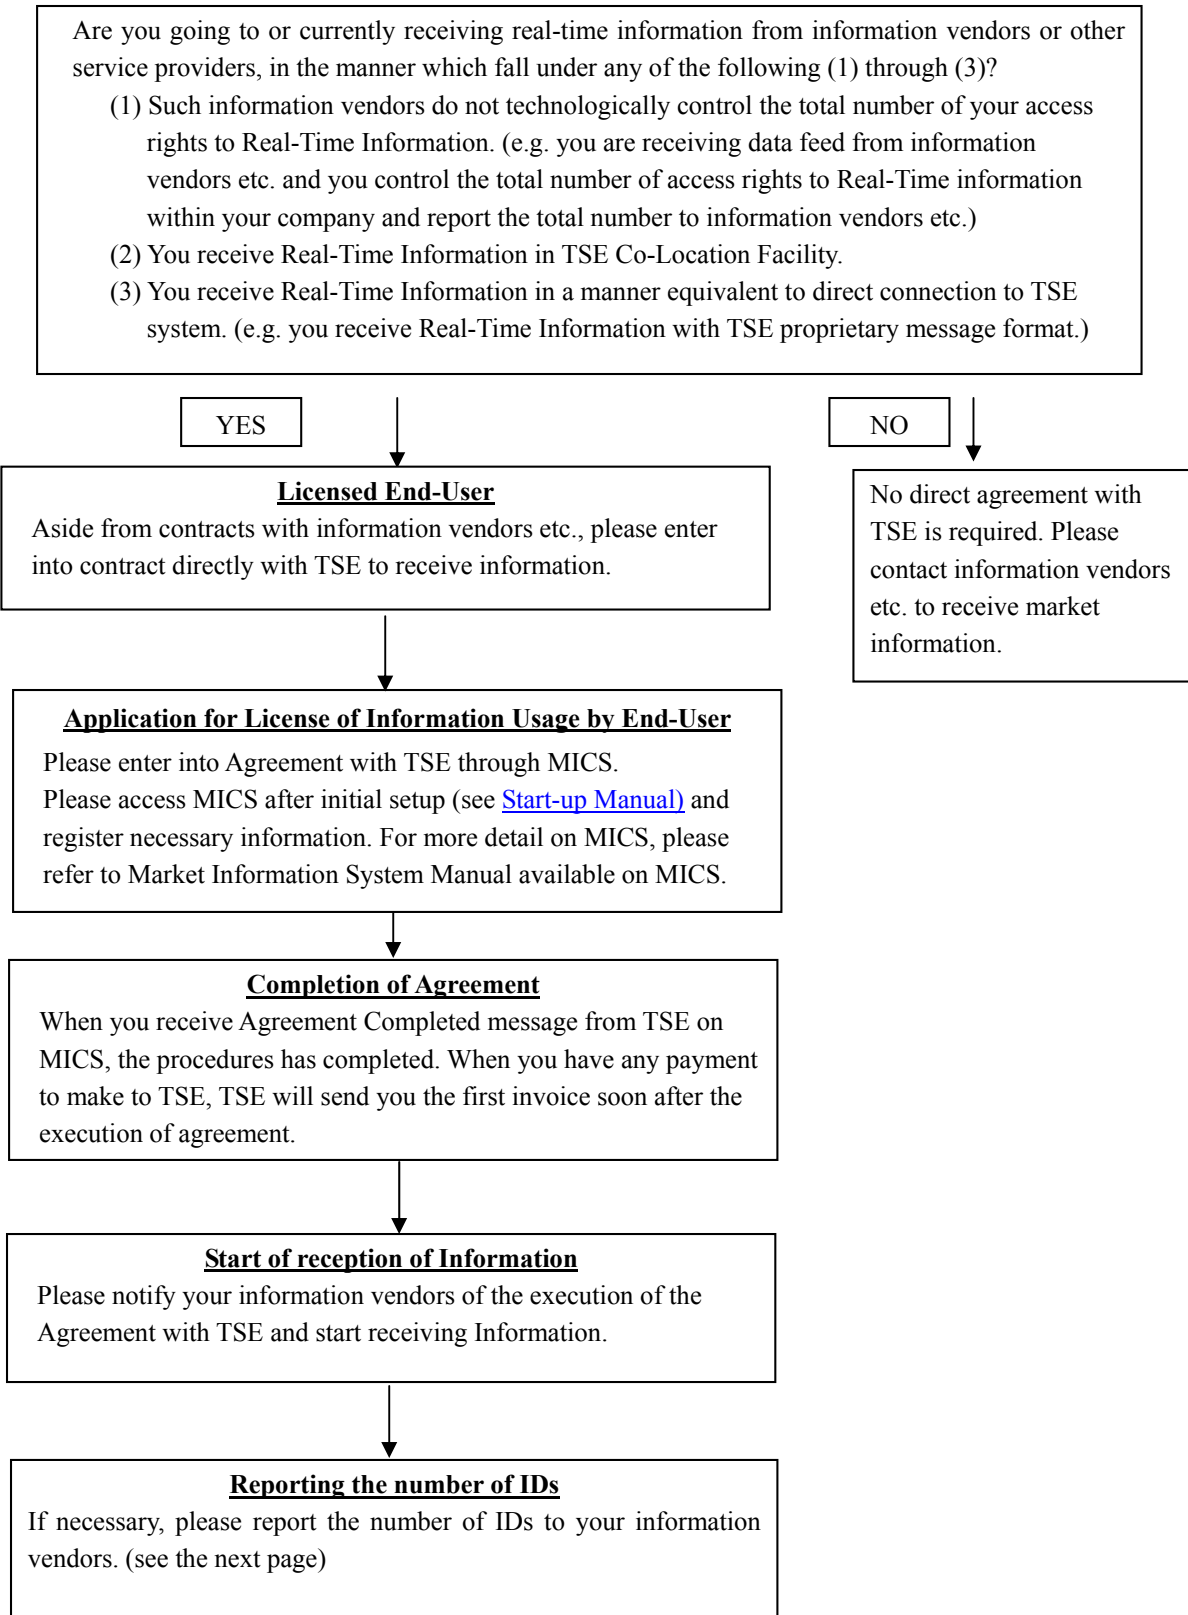 Are you going to or currently receiving real-time information from information vendors or other
service providers, in the manner which fall under any of the following (1) through (3)?
(1) Such information vendors do not technologically control the total number of your access
rights to Real-Time Information. (e.g. you are receiving data feed from information
vendors etc. and you control the total number of access rights to Real-Time information
within your company and report the total number to information vendors etc.)
(2) You receive Real-Time Information in TSE Co-Location Facility.
(3) You receive Real-Time Information in a manner equivalent to direct connection to TSE
system. (e.g. you receive Real-Time Information with TSE proprietary message format.)
YES
NO
Licensed End-User
Aside from contracts with information vendors etc., please enter
into contract directly with TSE to receive information.
No direct agreement with
TSE is required. Please
contact information vendors
etc. to receive market
information.
Application for License of Information Usage by End-User
Please enter into Agreement with TSE through MICS.
Please access MICS after initial setup (see Start-up Manual) and
register necessary information. For more detail on MICS, please
refer to Market Information System Manual available on MICS.
Completion of Agreement
When you receive Agreement Completed message from TSE on
MICS, the procedures has completed. When you have any payment
to make to TSE, TSE will send you the first invoice soon after the
execution of agreement.
Start of reception of Information
Please notify your information vendors of the execution of the
Agreement with TSE and start receiving Information.
Reporting the number of IDs
If necessary, please report the number of IDs to your information
vendors. (see the next page)